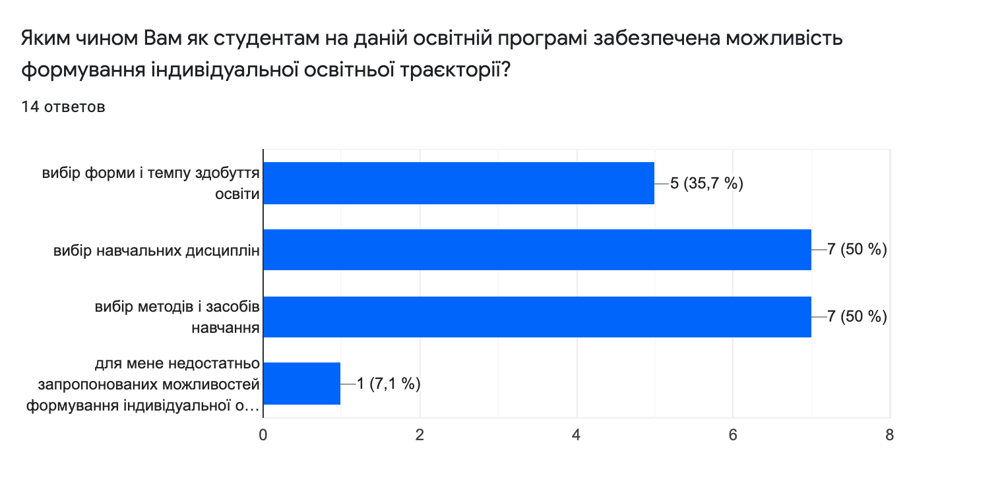 Яким чином Вам як студентам на даній освітній програмі забезпечена можливість
формування індивідуальної освітньої траєкторії?
14 ответов
вибір форми і темпу здобуття
освіти
5 (35,7 %)
вибір навчальних дисциплін
7 (50 %)
вибір методів і засобів
навчання
7 (50 %)
для мене недостатньо
запропонованих можливостей
формування індивідуальної о…
1 (7,1 %)
0 2 4 6 8